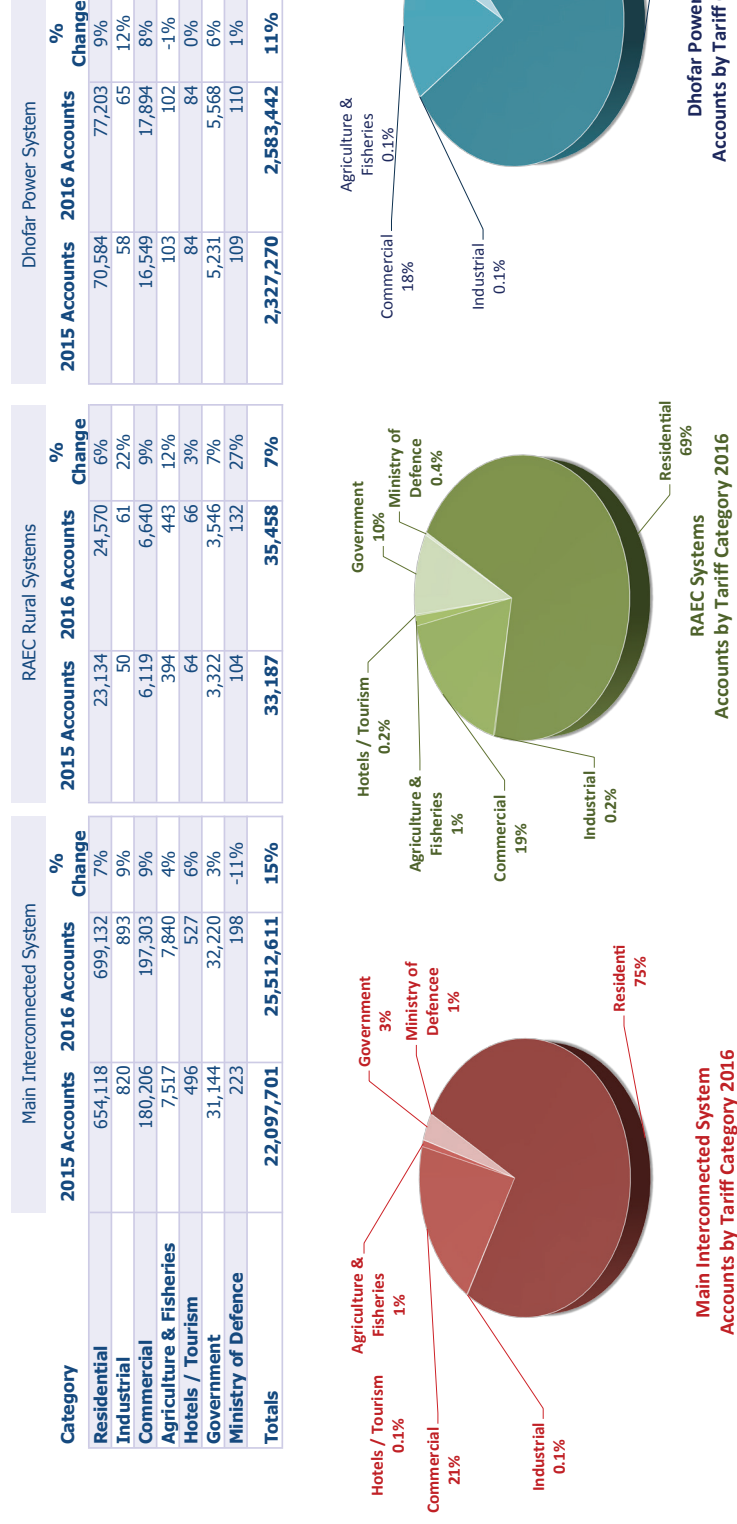 Main Interconnected System
RAEC Rural Systems
Dhofar Power System
Category 2015 Accounts 2016 Accounts % Change 2015 Accounts 2016 Accounts % Change 2015 Accounts 2016 Accounts % Change
Residential 654,118 699,132 7% 23,134 24,570 6% 70,584 77,203 9%
Industrial 820 893 9% 50 61 22% 58 65 12%
Commercial 180,206 197,303 9% 6,119 6,640 9% 16,549 17,894 8%
Agriculture & Fisheries 7,517 7,840 4% 394 443 12% 103 102 -1%
Hotels / Tourism 496 527 6% 64 66 3% 84 84 0%
Government 31,144 32,220 3% 3,322 3,546 7% 5,231 5,568 6%
Ministry of Defence 223 198 -11% 104 132 27% 109 110 1%
Totals 22,097,701 25,512,611 15% 33,187 35,458 7% 2,327,270 2,583,442 11%
Hotels / Tourism
0.1%
Agriculture &
Fisheries
1%
Government
3%
Ministry of
Defencee
1%
Commercial
21%
Industrial
0.1%
Residenti
75%
Main Interconnected System
Accounts by Tariff Category 2016
Hotels / Tourism
0.2%
Government
10%
Ministry of
Defence
0.4%
Agriculture &
Fisheries
1%
Commercial
19%
Industrial
0.2%
Residential
69%
RAEC Systems
Accounts by Tariff Category 2016
Agriculture &
Fisheries
0.1%
Commercial
18%
Industrial
0.1%
Dhofar Power
Accounts by Tariff